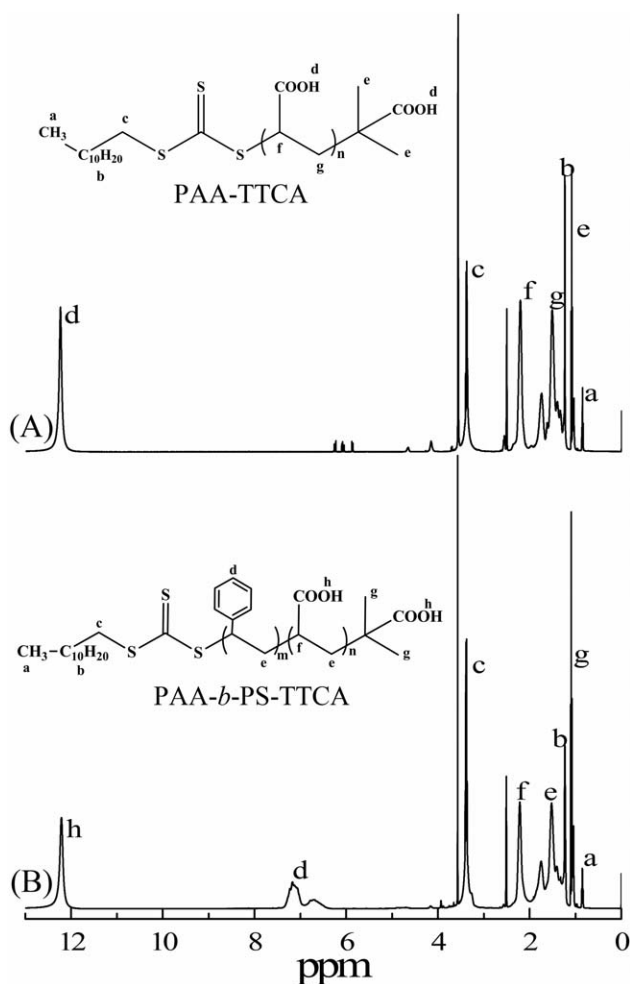 S
COOH
d
e
COOH
d
a
CH3
c
C10H20
b
S
S
f
g
n
e
PAA-TTCA
d
c
f
g
b
e
a
(A)
d
S
COOH
h
g
COOH
h
c
CH3
C10H20
a
b
S
S
e
m
f
e
n
g
PAA-b-PS-TTCA
h
d
c
f
e
b
g
a
(B)
12 10 8 6 4 2 0
ppm